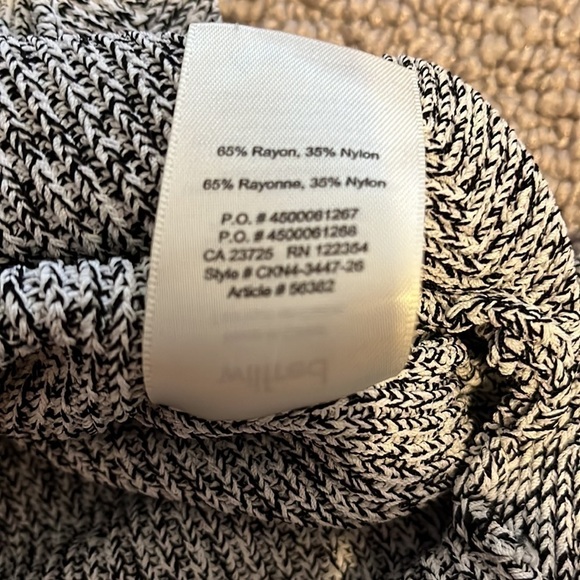 65% Rayon, 35% Nylon
65% Rayonne, 35% Nylon
P.O. # 4500061267
P.O. # 4500061268
CA 23725 RN 122354
Style # CKN4-3447-26
Article # 56382
wilfred